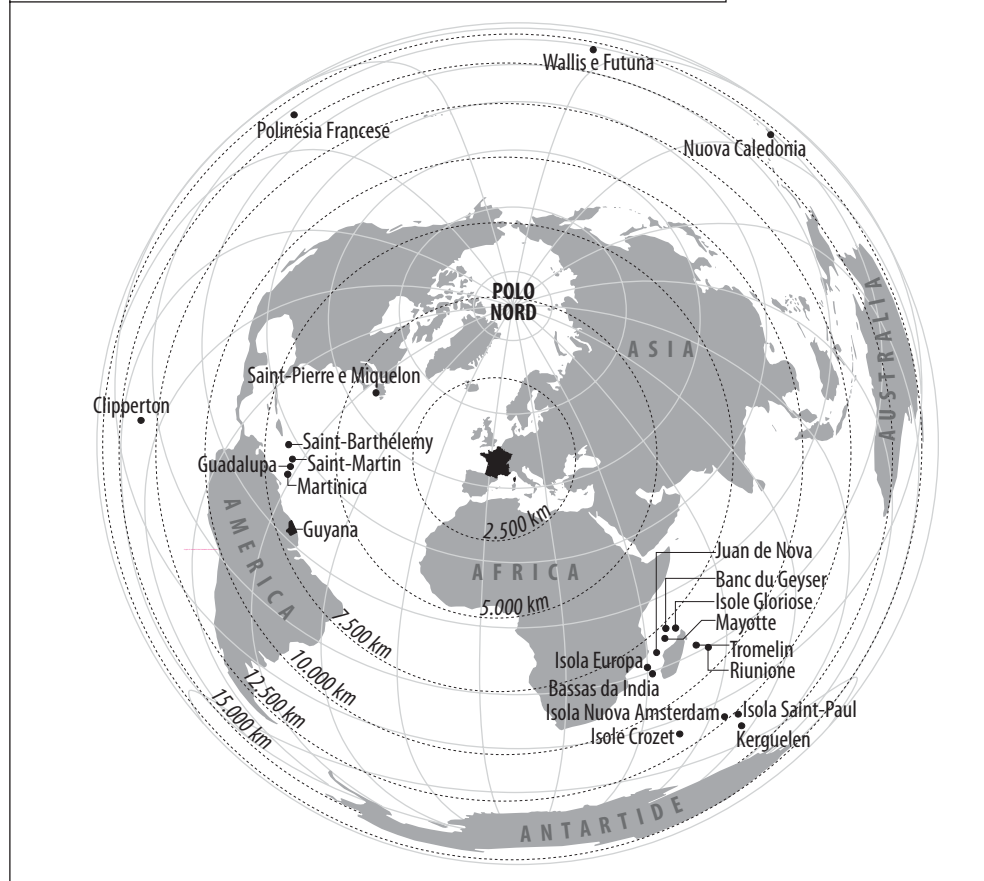 Wallis e Futuna
Polinesia Francese
Nuova Caledonia
POLO
NORD
ASIA
AUSTRALIA
Saint-Pierre e Miquelon
Clipperton
Saint-Barthélemy
Guadalupa
Saint-Martin
Martinica
AMERICA
Guyana
2.500 km
AFRICA
5.000 km
7.500 km
10.000 km
12.500 km
15.000 km
Juan de Nova
Banc du Geyser
Isole Gloriose
Mayotte
Tromelin
Riunione
Isola Europa
Bassas da India
Isola Nuova Amsterdam
Isola Saint-Paul
Isole Crozet
Kerguelen
ANTARTIDE